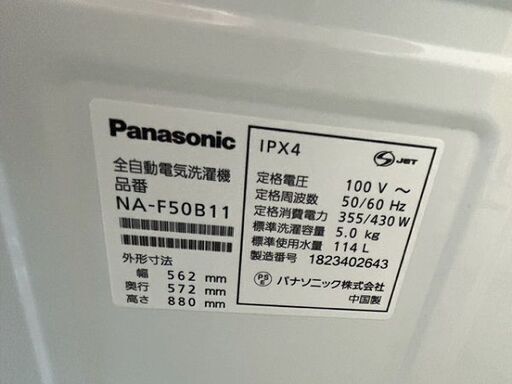 Panasonic
全自動電気洗濯機
品番
NA-F50B11
外形寸法
幅 562 mm
奥行 572 mm
高さ 880 mm
IPX4
JET
定格電圧 100 V ～
定格周波数 50/60 Hz
定格消費電力 355/430 W
標準洗濯容量 5.0 kg
標準使用水量 114 L
製造番号 1823402643
PS E パナソニック株式会社
中国製